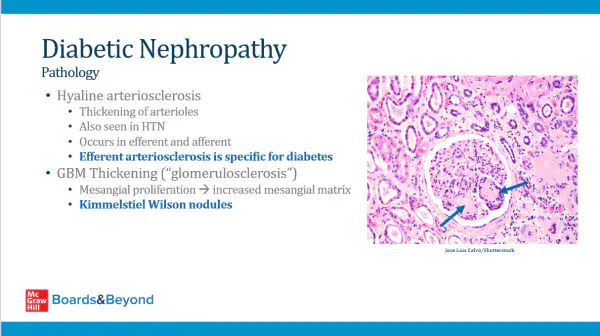 Diabetic Nephropathy
Pathology
• Hyaline arteriosclerosis
• Thickening of arterioles
• Also seen in HTN
• Occurs in efferent and afferent
• Efferent arteriosclerosis is specific for diabetes
• GBM Thickening (“glomerulosclerosis”)
• Mesangial proliferation → increased mesangial matrix
• Kimmelstiel Wilson nodules
Jose Luis Calvo/Shutterstock
Mc
Graw
Hill
Boards&Beyond